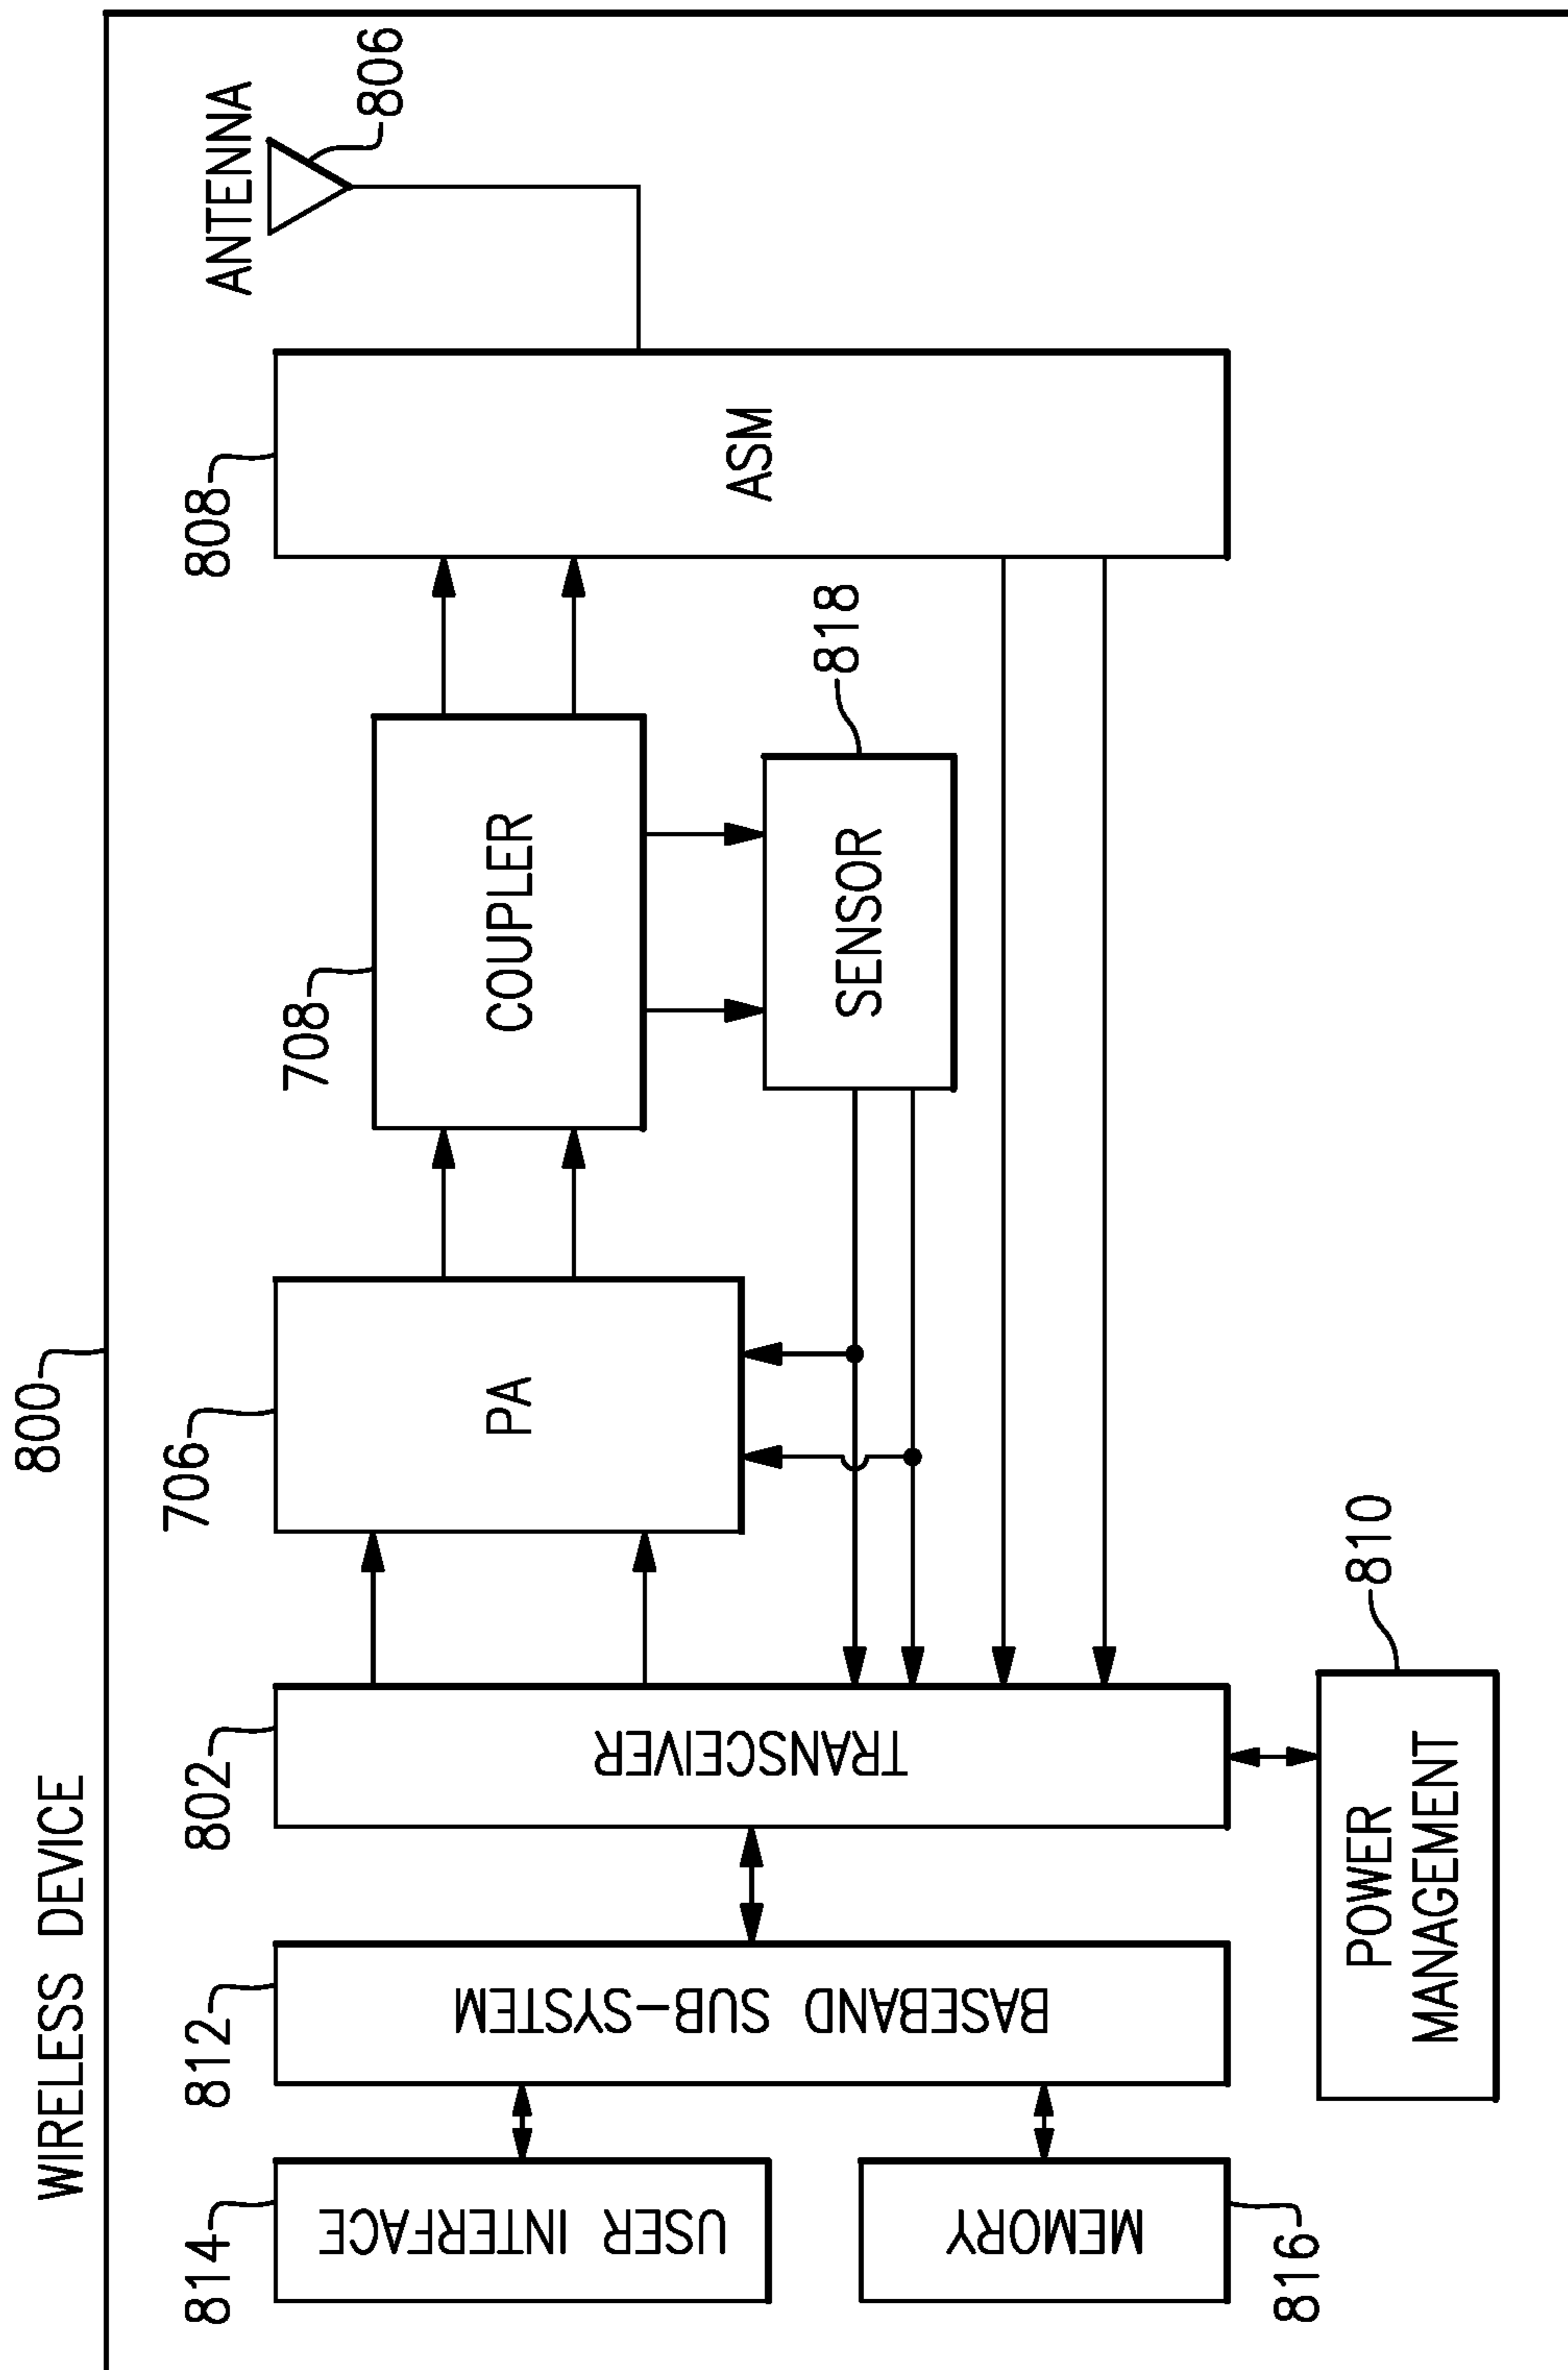 WIRELESS DEVICE
800
814
USER INTERFACE
816
MEMORY
812
BASEBAND SUB-SYSTEM
802
TRANSCEIVER
810
POWER
MANAGEMENT
706
PA
708
COUPLER
818
SENSOR
808
ASM
ANTENNA
806